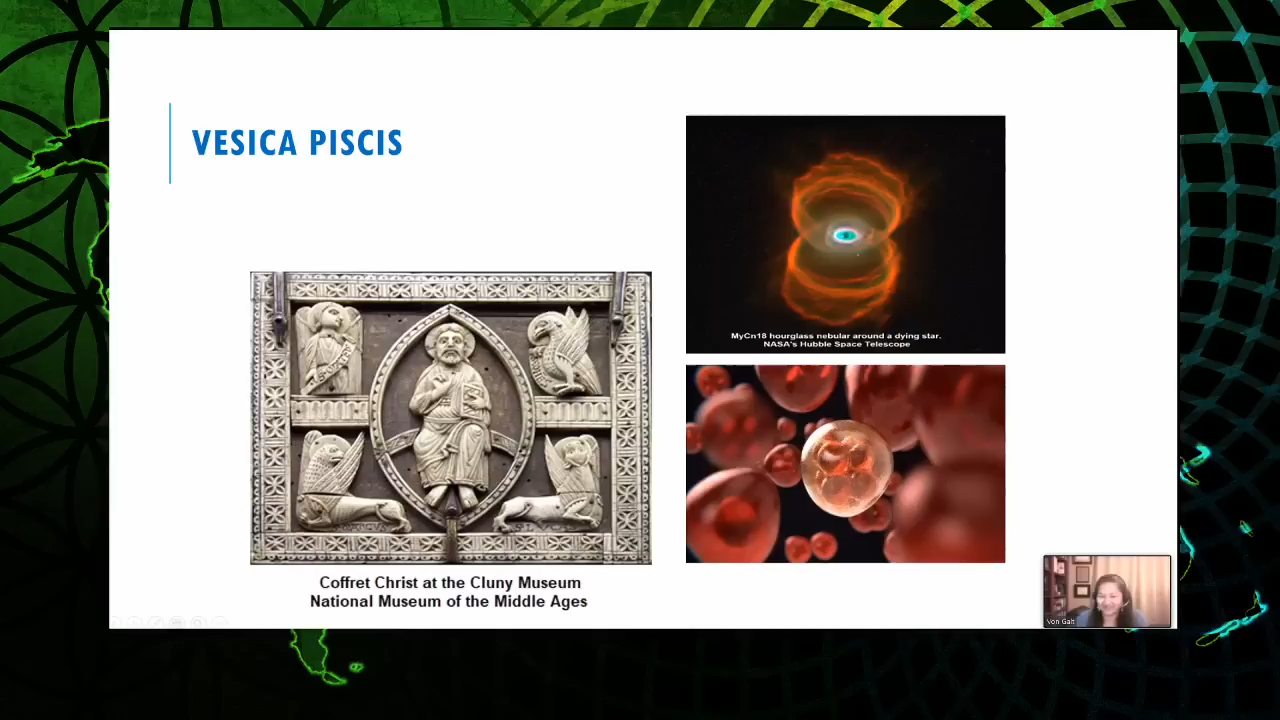 VESICA PISCIS
MyCn18 hourglass nebular around a dying star.
NASA's Hubble Space Telescope
Coffret Christ at the Cluny Museum
National Museum of the Middle Ages
Von Galt